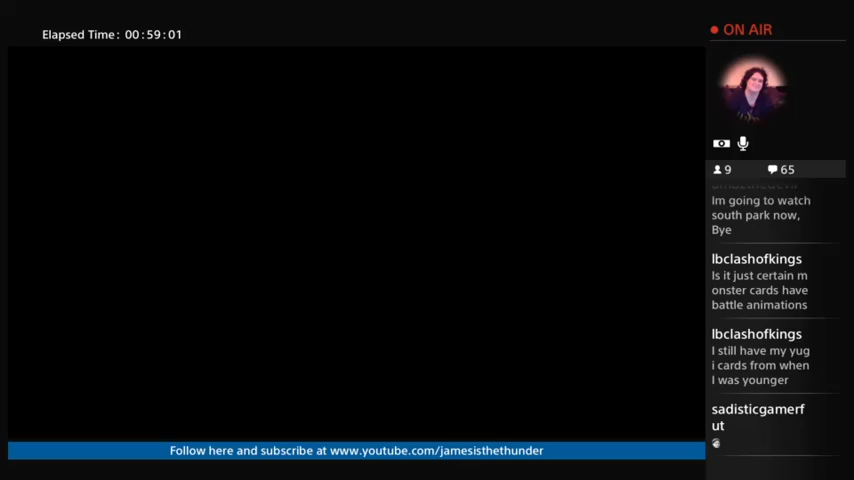 Elapsed Time: 00:59:01
ON AIR
9 65
Im going to watch
south park now,
Bye
lbclashofkings
Is it just certain m
onster cards have
battle animations
lbclashofkings
I still have my yug
i cards from when
I was younger
sadisticgamerf
ut
Follow here and subscribe at www.youtube.com/jamesisthethunder